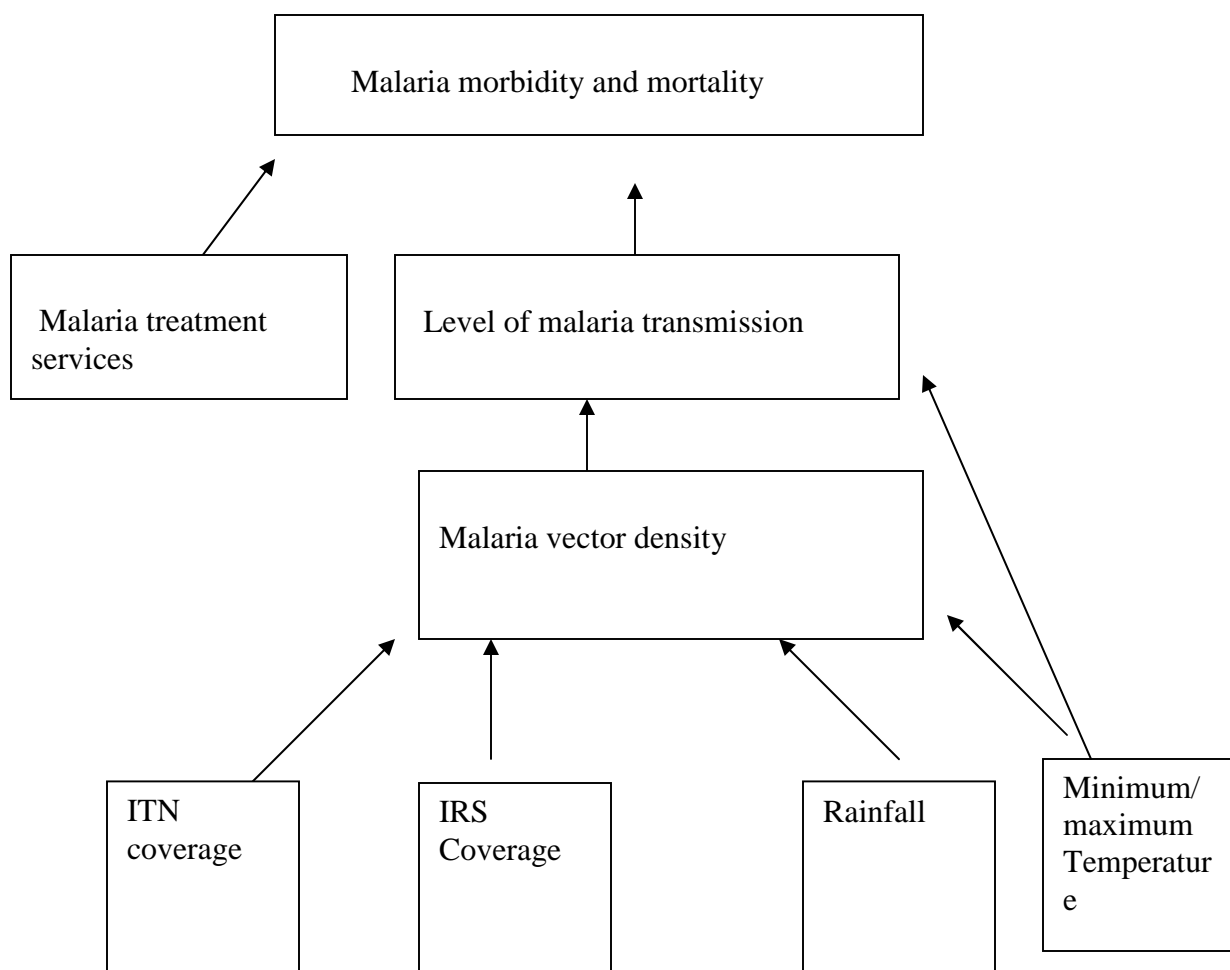 Malaria morbidity and mortality
Malaria treatment
services
Level of malaria transmission
Malaria vector density
ITN
coverage
IRS
Coverage
Rainfall
Minimum/
maximum
Temperatur
e